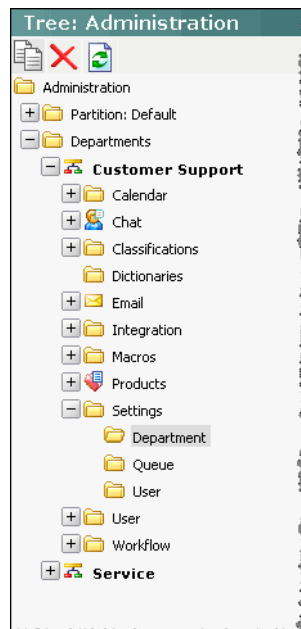 Tree: Administration
Administration
Partition: Default
Departments
Customer Support
Calendar
Chat
Classifications
Dictionaries
Email
Integration
Macros
Products
Settings
Department
Queue
User
User
Workflow
Service